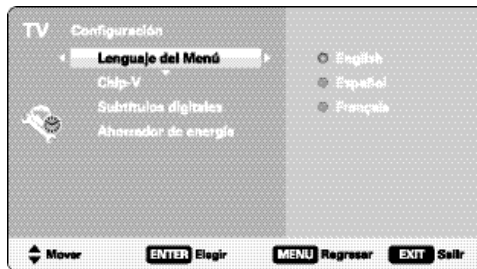 TV Configuración
Lenguaje del Menú
Chip-V
Subtítulos digitales
Ahorrador de energía
English
Español
Français
Mover ENTER Elegir MENU Regresar EXIT Salir